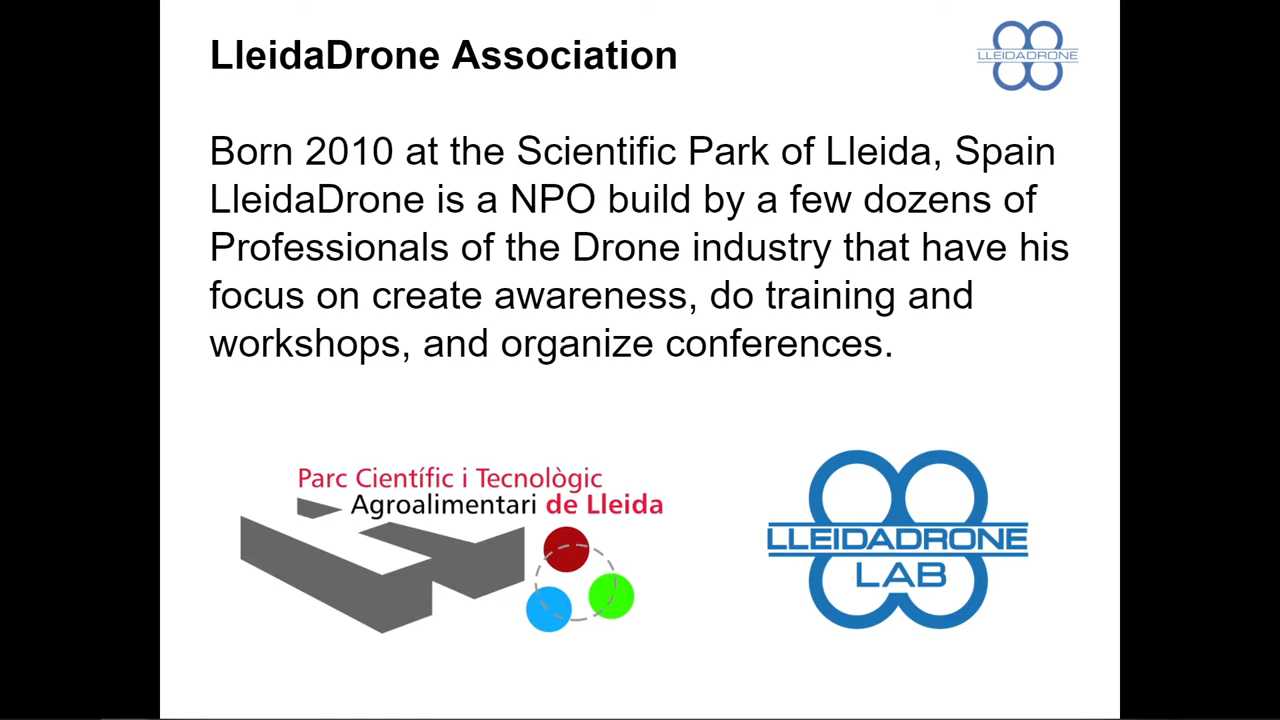 LleidaDrone Association
LLEIDADRONE
Born 2010 at the Scientific Park of Lleida, Spain
LleidaDrone is a NPO build by a few dozens of
Professionals of the Drone industry that have his
focus on create awareness, do training and
workshops, and organize conferences.
Parc Científic i Tecnològic
Agroalimentari de Lleida
LLEIDADRONE
LAB